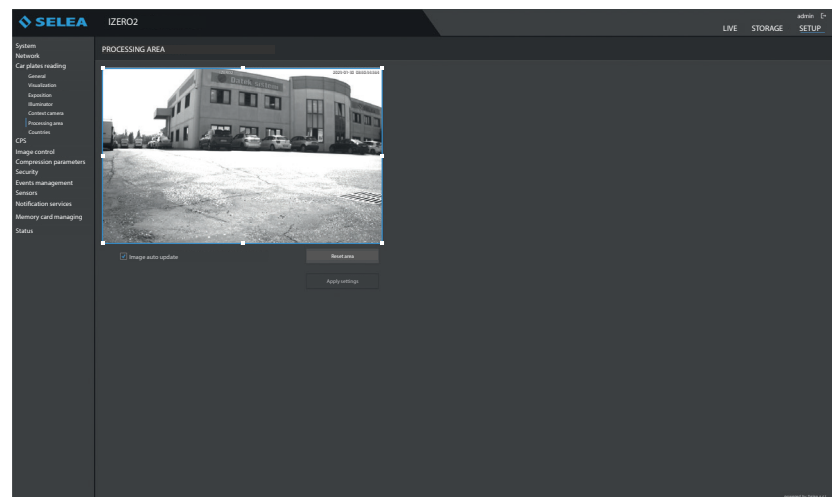 SELEA
IZERO2
admin
LIVE STORAGE SETUP
System
Network
Car plates reading
General
Visualization
Exposition
Illuminator
Context camera
Processing area
Countries
CPS
Image control
Compression parameters
Security
Events management
Sensors
Notification services
Memory card managing
Status
PROCESSING AREA
Image auto update
Reset area
Apply settings